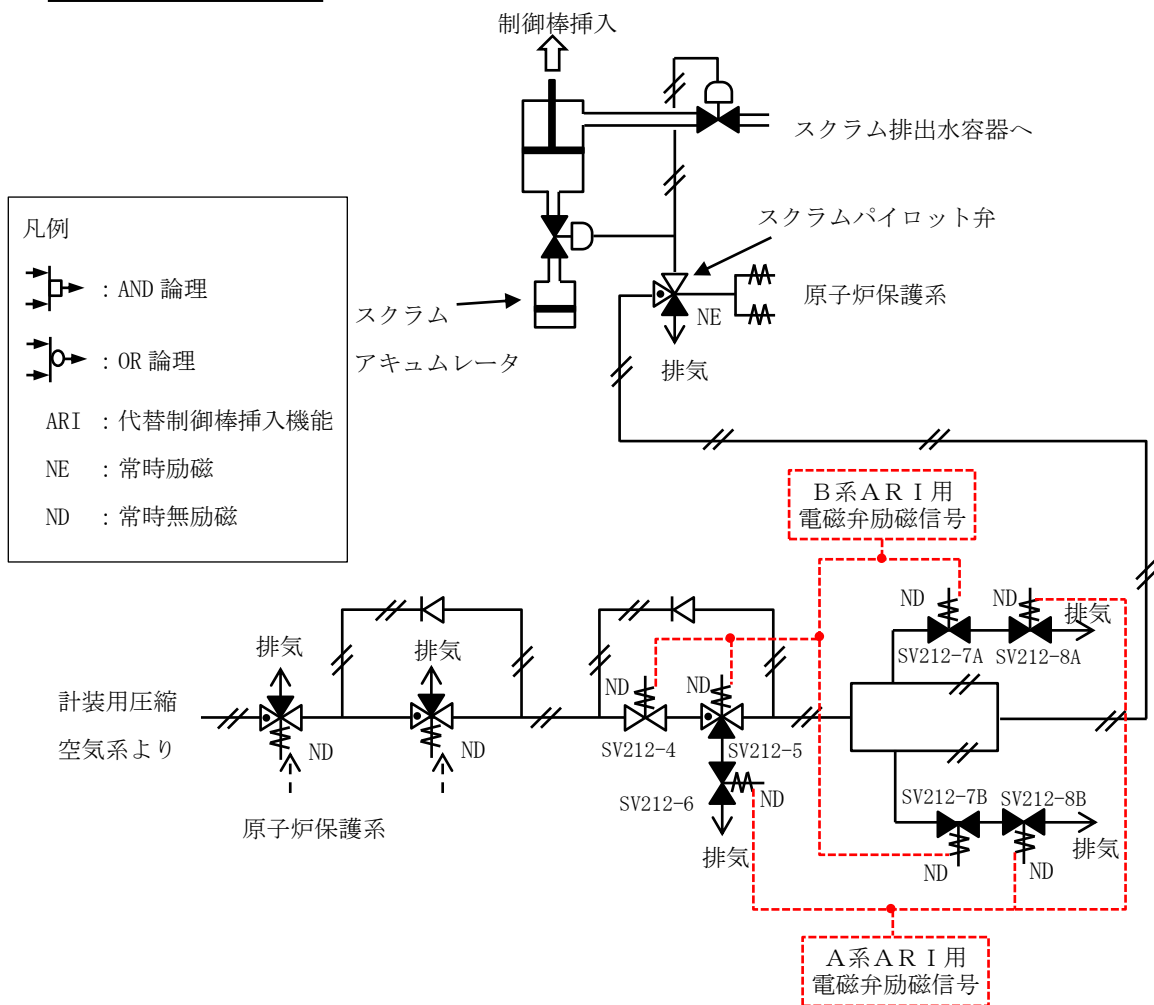 制御棒挿入
スクラム排出水容器へ
スクラムパイロット弁
原子炉保護系
NE
排気
スクラム
アキュムレータ
凡例
：AND 論理
：OR 論理
ARI ：代替制御棒挿入機能
NE ：常時励磁
ND ：常時無励磁
B系ARI用
電磁弁励磁信号
ND
ND
排気
SV212-7A
SV212-8A
排気
排気
計装用圧縮
空気系より
ND
ND
原子炉保護系
ND
ND
SV212-4
SV212-5
SV212-6
ND
排気
SV212-7B
SV212-8B
排気
ND
ND
A系ARI用
電磁弁励磁信号